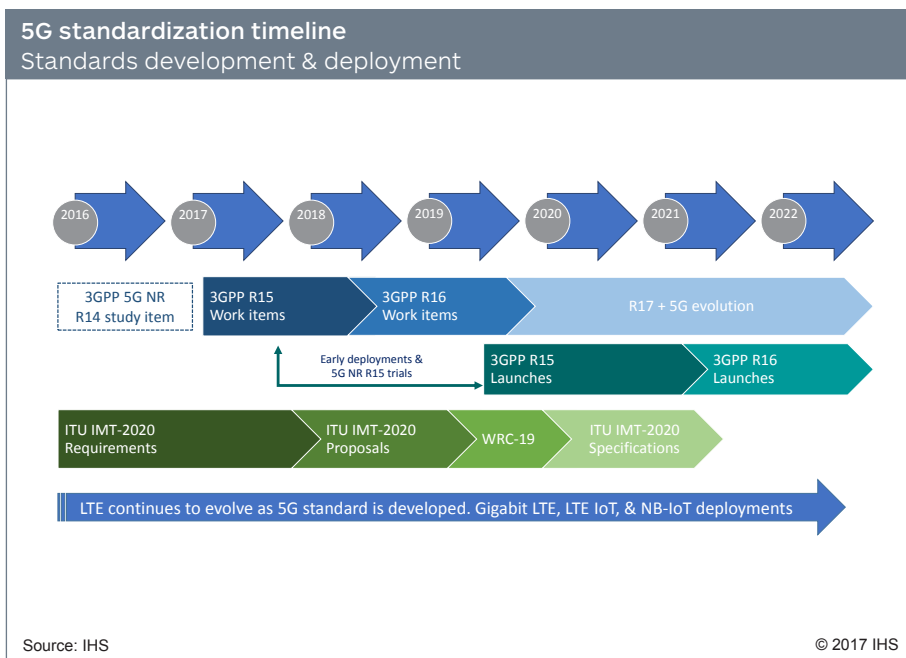 5G standardization timeline
Standards development & deployment
2016
2017
2018
2019
2020
2021
2022
3GPP 5G NR
R14 study item
3GPP R15
Work items
3GPP R16
Work items
R17 + 5G evolution
Early deployments &
5G NR R15 trials
3GPP R15
Launches
3GPP R16
Launches
ITU IMT-2020
Requirements
ITU IMT-2020
Proposals
WRC-19
ITU IMT-2020
Specifications
LTE continues to evolve as 5G standard is developed. Gigabit LTE, LTE IoT, & NB-IoT deployments
Source: IHS
© 2017 IHS